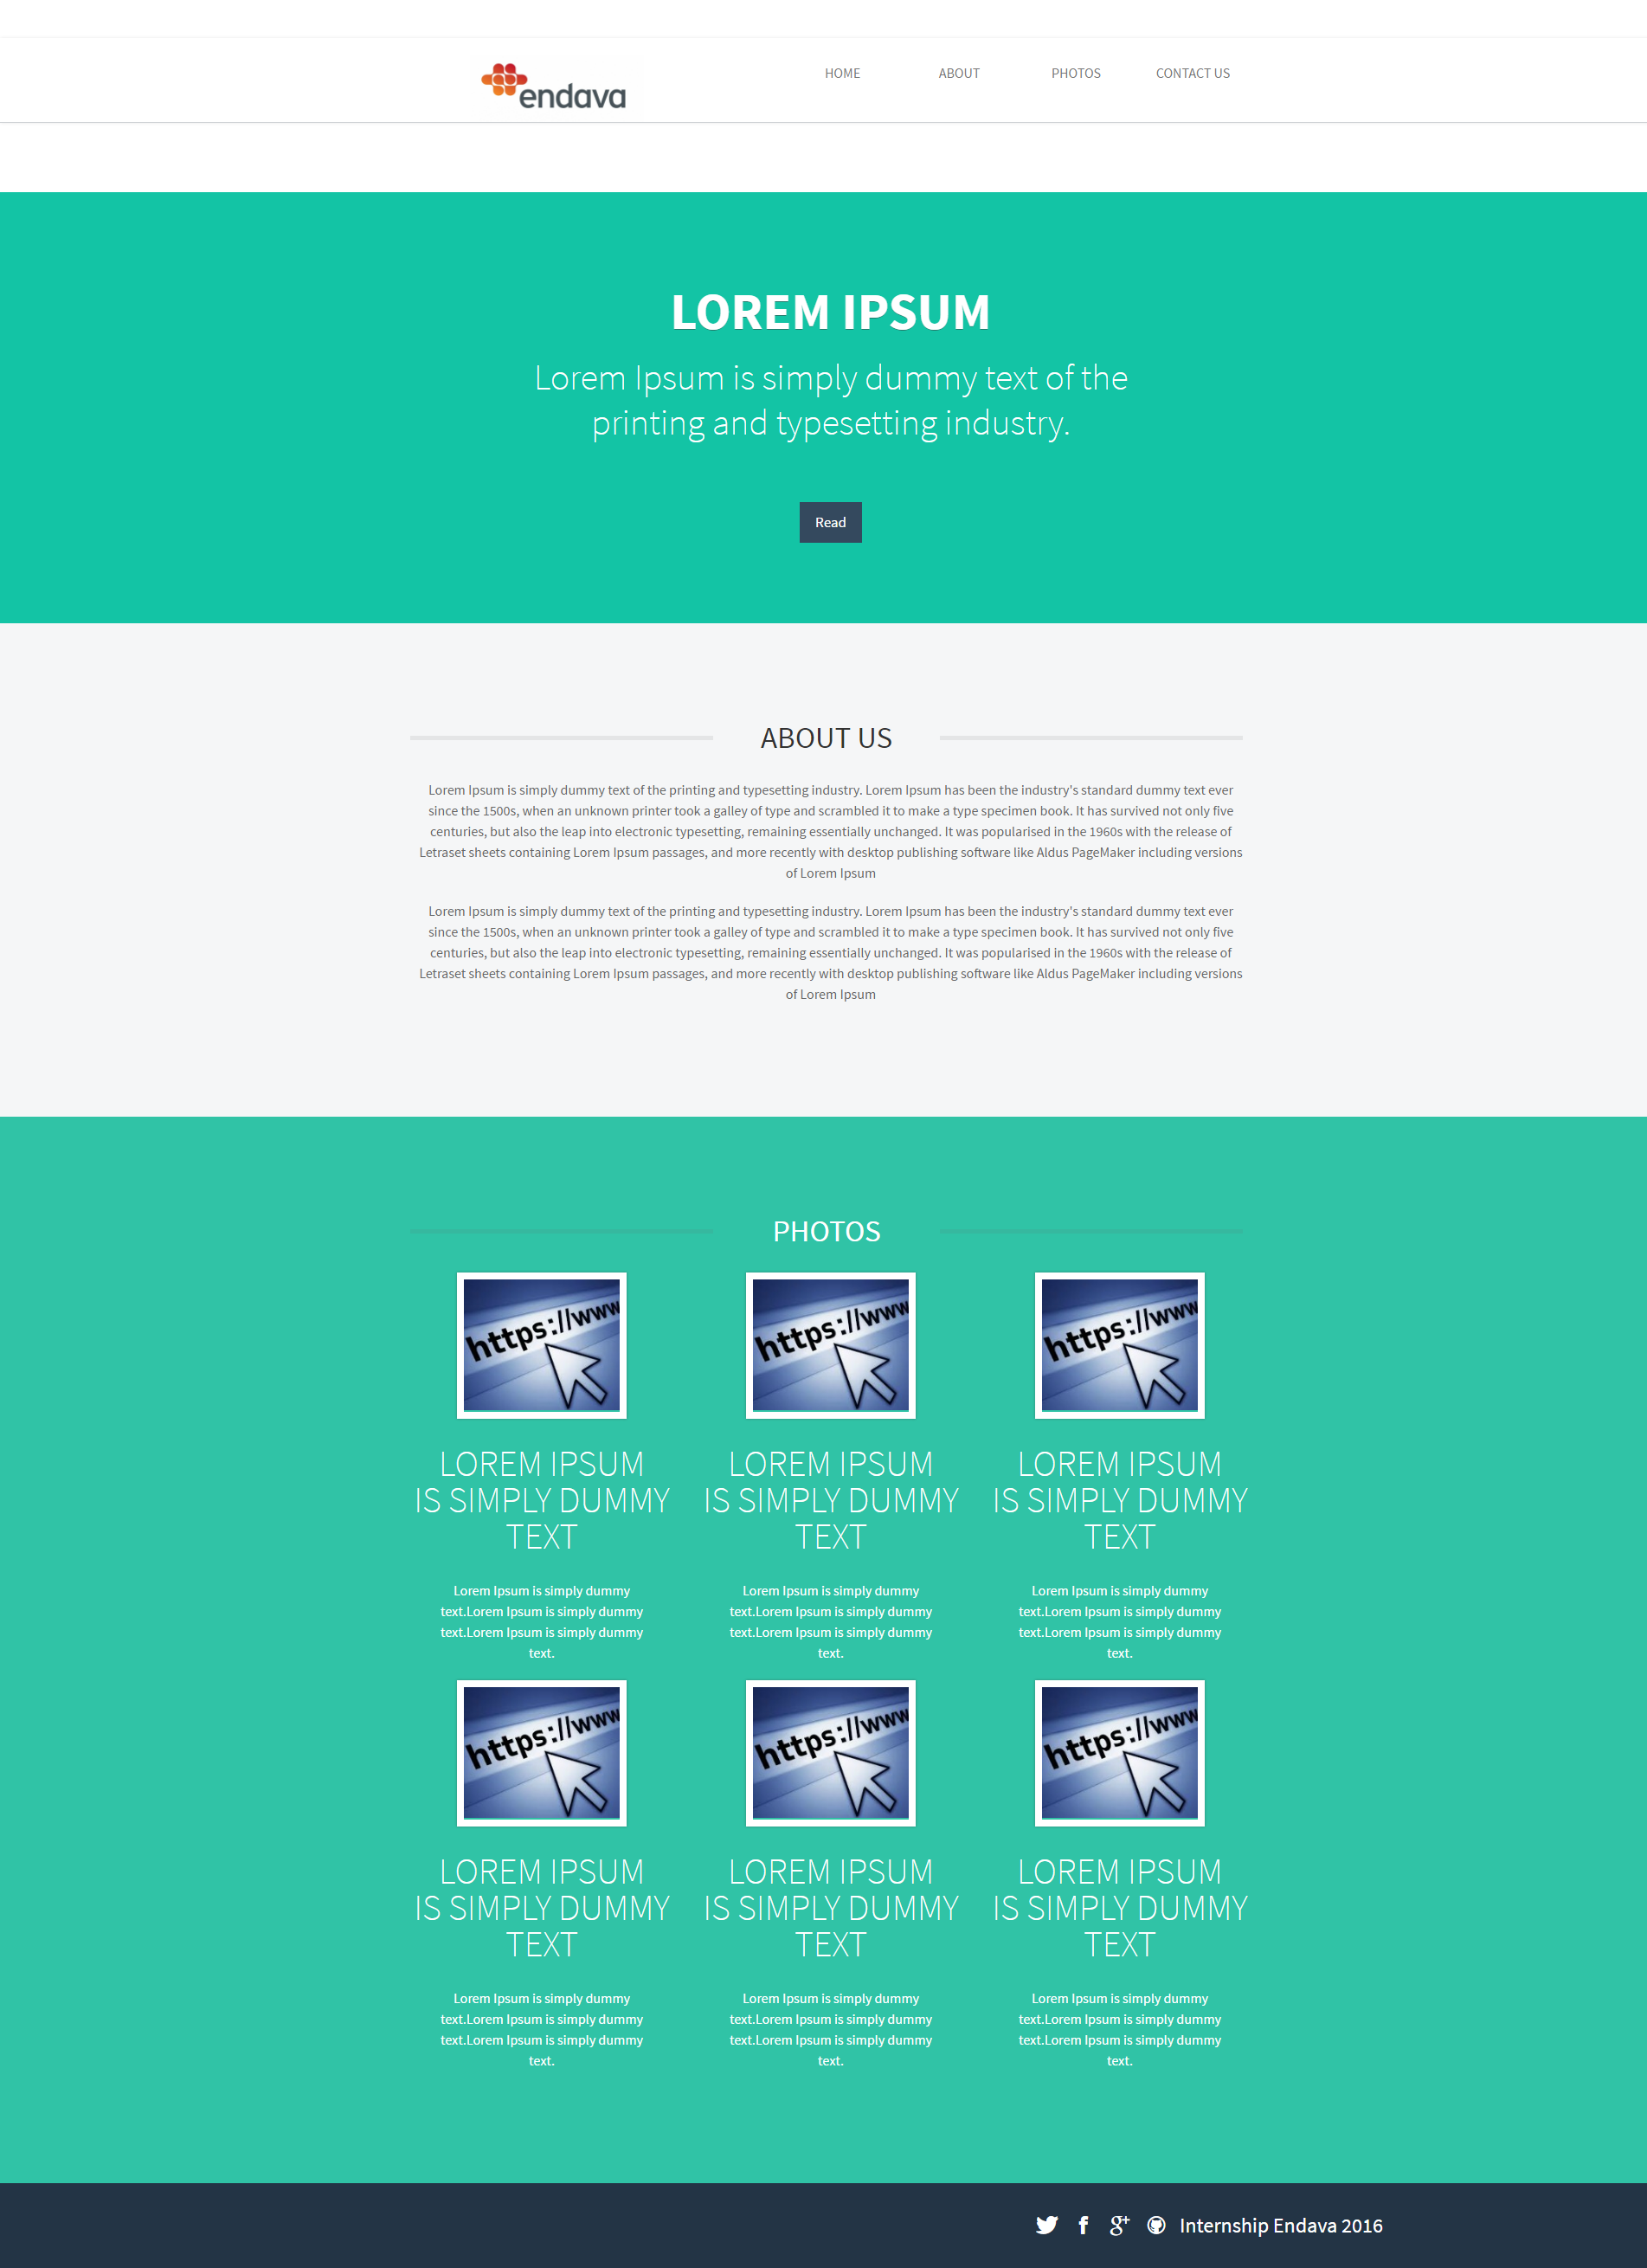 endava
HOME ABOUT PHOTOS CONTACT US
LOREM IPSUM
Lorem Ipsum is simply dummy text of the
printing and typesetting industry.
Read
ABOUT US
Lorem Ipsum is simply dummy text of the printing and typesetting industry. Lorem Ipsum has been the industry's standard dummy text ever
since the 1500s, when an unknown printer took a galley of type and scrambled it to make a type specimen book. It has survived not only five
centuries, but also the leap into electronic typesetting, remaining essentially unchanged. It was popularised in the 1960s with the release of
Letraset sheets containing Lorem Ipsum passages, and more recently with desktop publishing software like Aldus PageMaker including versions
of Lorem Ipsum
Lorem Ipsum is simply dummy text of the printing and typesetting industry. Lorem Ipsum has been the industry's standard dummy text ever
since the 1500s, when an unknown printer took a galley of type and scrambled it to make a type specimen book. It has survived not only five
centuries, but also the leap into electronic typesetting, remaining essentially unchanged. It was popularised in the 1960s with the release of
Letraset sheets containing Lorem Ipsum passages, and more recently with desktop publishing software like Aldus PageMaker including versions
of Lorem Ipsum
PHOTOS
https://www
https://www
https://www
LOREM IPSUM
IS SIMPLY DUMMY
TEXT
Lorem Ipsum is simply dummy
text.Lorem Ipsum is simply dummy
text.Lorem Ipsum is simply dummy
text.
LOREM IPSUM
IS SIMPLY DUMMY
TEXT
Lorem Ipsum is simply dummy
text.Lorem Ipsum is simply dummy
text.Lorem Ipsum is simply dummy
text.
LOREM IPSUM
IS SIMPLY DUMMY
TEXT
Lorem Ipsum is simply dummy
text.Lorem Ipsum is simply dummy
text.Lorem Ipsum is simply dummy
text.
https://www
https://www
https://www
LOREM IPSUM
IS SIMPLY DUMMY
TEXT
Lorem Ipsum is simply dummy
text.Lorem Ipsum is simply dummy
text.Lorem Ipsum is simply dummy
text.
LOREM IPSUM
IS SIMPLY DUMMY
TEXT
Lorem Ipsum is simply dummy
text.Lorem Ipsum is simply dummy
text.Lorem Ipsum is simply dummy
text.
LOREM IPSUM
IS SIMPLY DUMMY
TEXT
Lorem Ipsum is simply dummy
text.Lorem Ipsum is simply dummy
text.Lorem Ipsum is simply dummy
text.
Internship Endava 2016